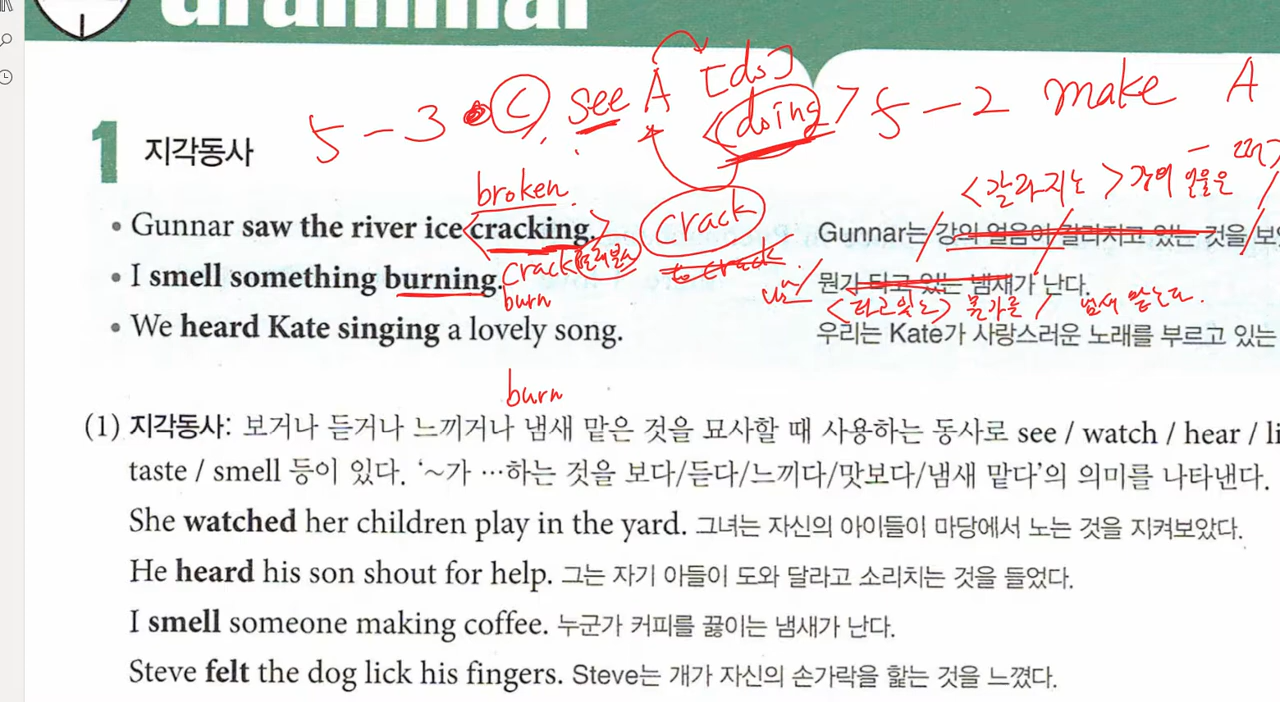 grammar
5 - 3 C see A [do]
<doing> 5 - 2 make A
1 지각동사
broken
<갈라지는> 강의 얼음은
• Gunnar saw the river ice <cracking.> crack Gunnar는 강의 얼음이 갈라지고 있는 것을 보았
crack to crack
• I smell something burning. 뭔가 타고 있는 냄새가 난다.
burn <타고있는> 뭔가를 / 냄새 맡는다.
• We heard Kate singing a lovely song. 우리는 Kate가 사랑스러운 노래를 부르고 있는
burn
(1) 지각동사: 보거나 듣거나 느끼거나 냄새 맡은 것을 묘사할 때 사용하는 동사로 see / watch / hear / li
taste / smell 등이 있다. ‘~가 …하는 것을 보다/듣다/느끼다/맛보다/냄새 맡다’의 의미를 나타낸다.
She watched her children play in the yard. 그녀는 자신의 아이들이 마당에서 노는 것을 지켜보았다.
He heard his son shout for help. 그는 자기 아들이 도와 달라고 소리치는 것을 들었다.
I smell someone making coffee. 누군가 커피를 끓이는 냄새가 난다.
Steve felt the dog lick his fingers. Steve는 개가 자신의 손가락을 핥는 것을 느꼈다.